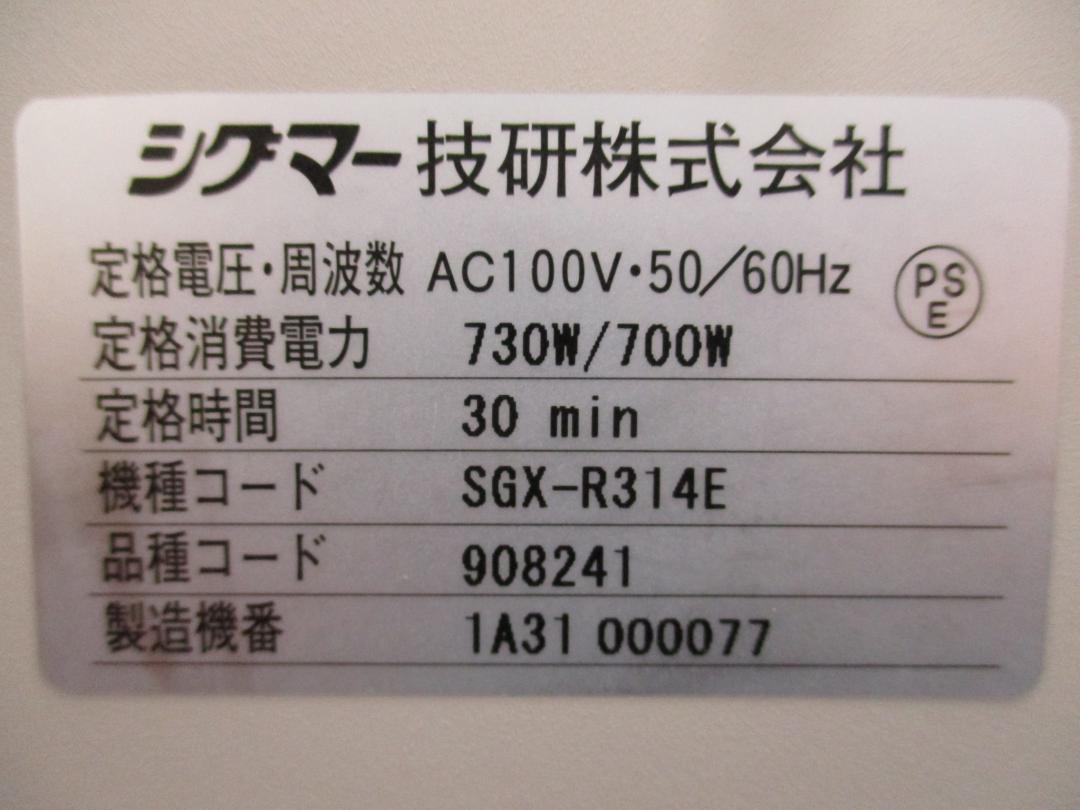 シグマー技研株式会社
定格電圧・周波数 AC100V・50/60Hz
PS
E
定格消費電力 730W/700W
定格時間 30 min
機種コード SGX-R314E
品種コード 908241
製造機番 1A31 000077